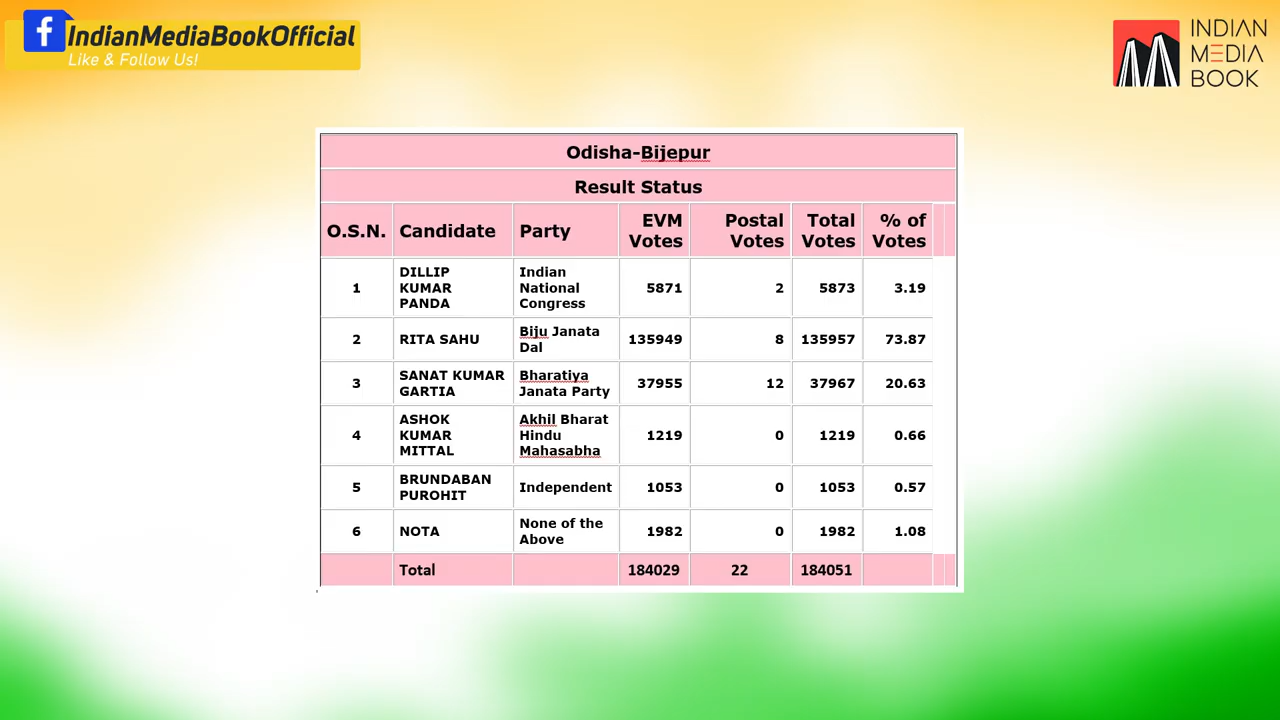 IndianMediaBookOfficial
Like & Follow Us!
INDIAN
MEDIA
BOOK
Odisha-Bijepur
Result Status
O.S.N. Candidate Party EVM Votes Postal Votes Total Votes % of Votes
1 DILLIP KUMAR PANDA Indian National Congress 5871 2 5873 3.19
2 RITA SAHU Biju Janata Dal 135949 8 135957 73.87
3 SANAT KUMAR GARTIA Bharatiya Janata Party 37955 12 37967 20.63
4 ASHOK KUMAR MITTAL Akhil Bharat Hindu Mahasabha 1219 0 1219 0.66
5 BRUNDABAN PUROHIT Independent 1053 0 1053 0.57
6 NOTA None of the Above 1982 0 1982 1.08
Total 184029 22 184051